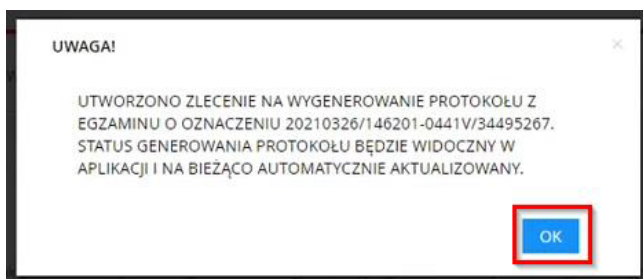 UWAGA!
UTWORZONO ZLECENIE NA WYGENEROWANIE PROTOKOŁU Z
EGZAMINU O OZNACZENIU 20210326/146201-0441V/34495267.
STATUS GENEROWANIA PROTOKOŁU BĘDZIE WIDOCZNY W
APLIKACJI I NA BIEŻĄCO AUTOMATYCZNIE AKTUALIZOWANY.
OK